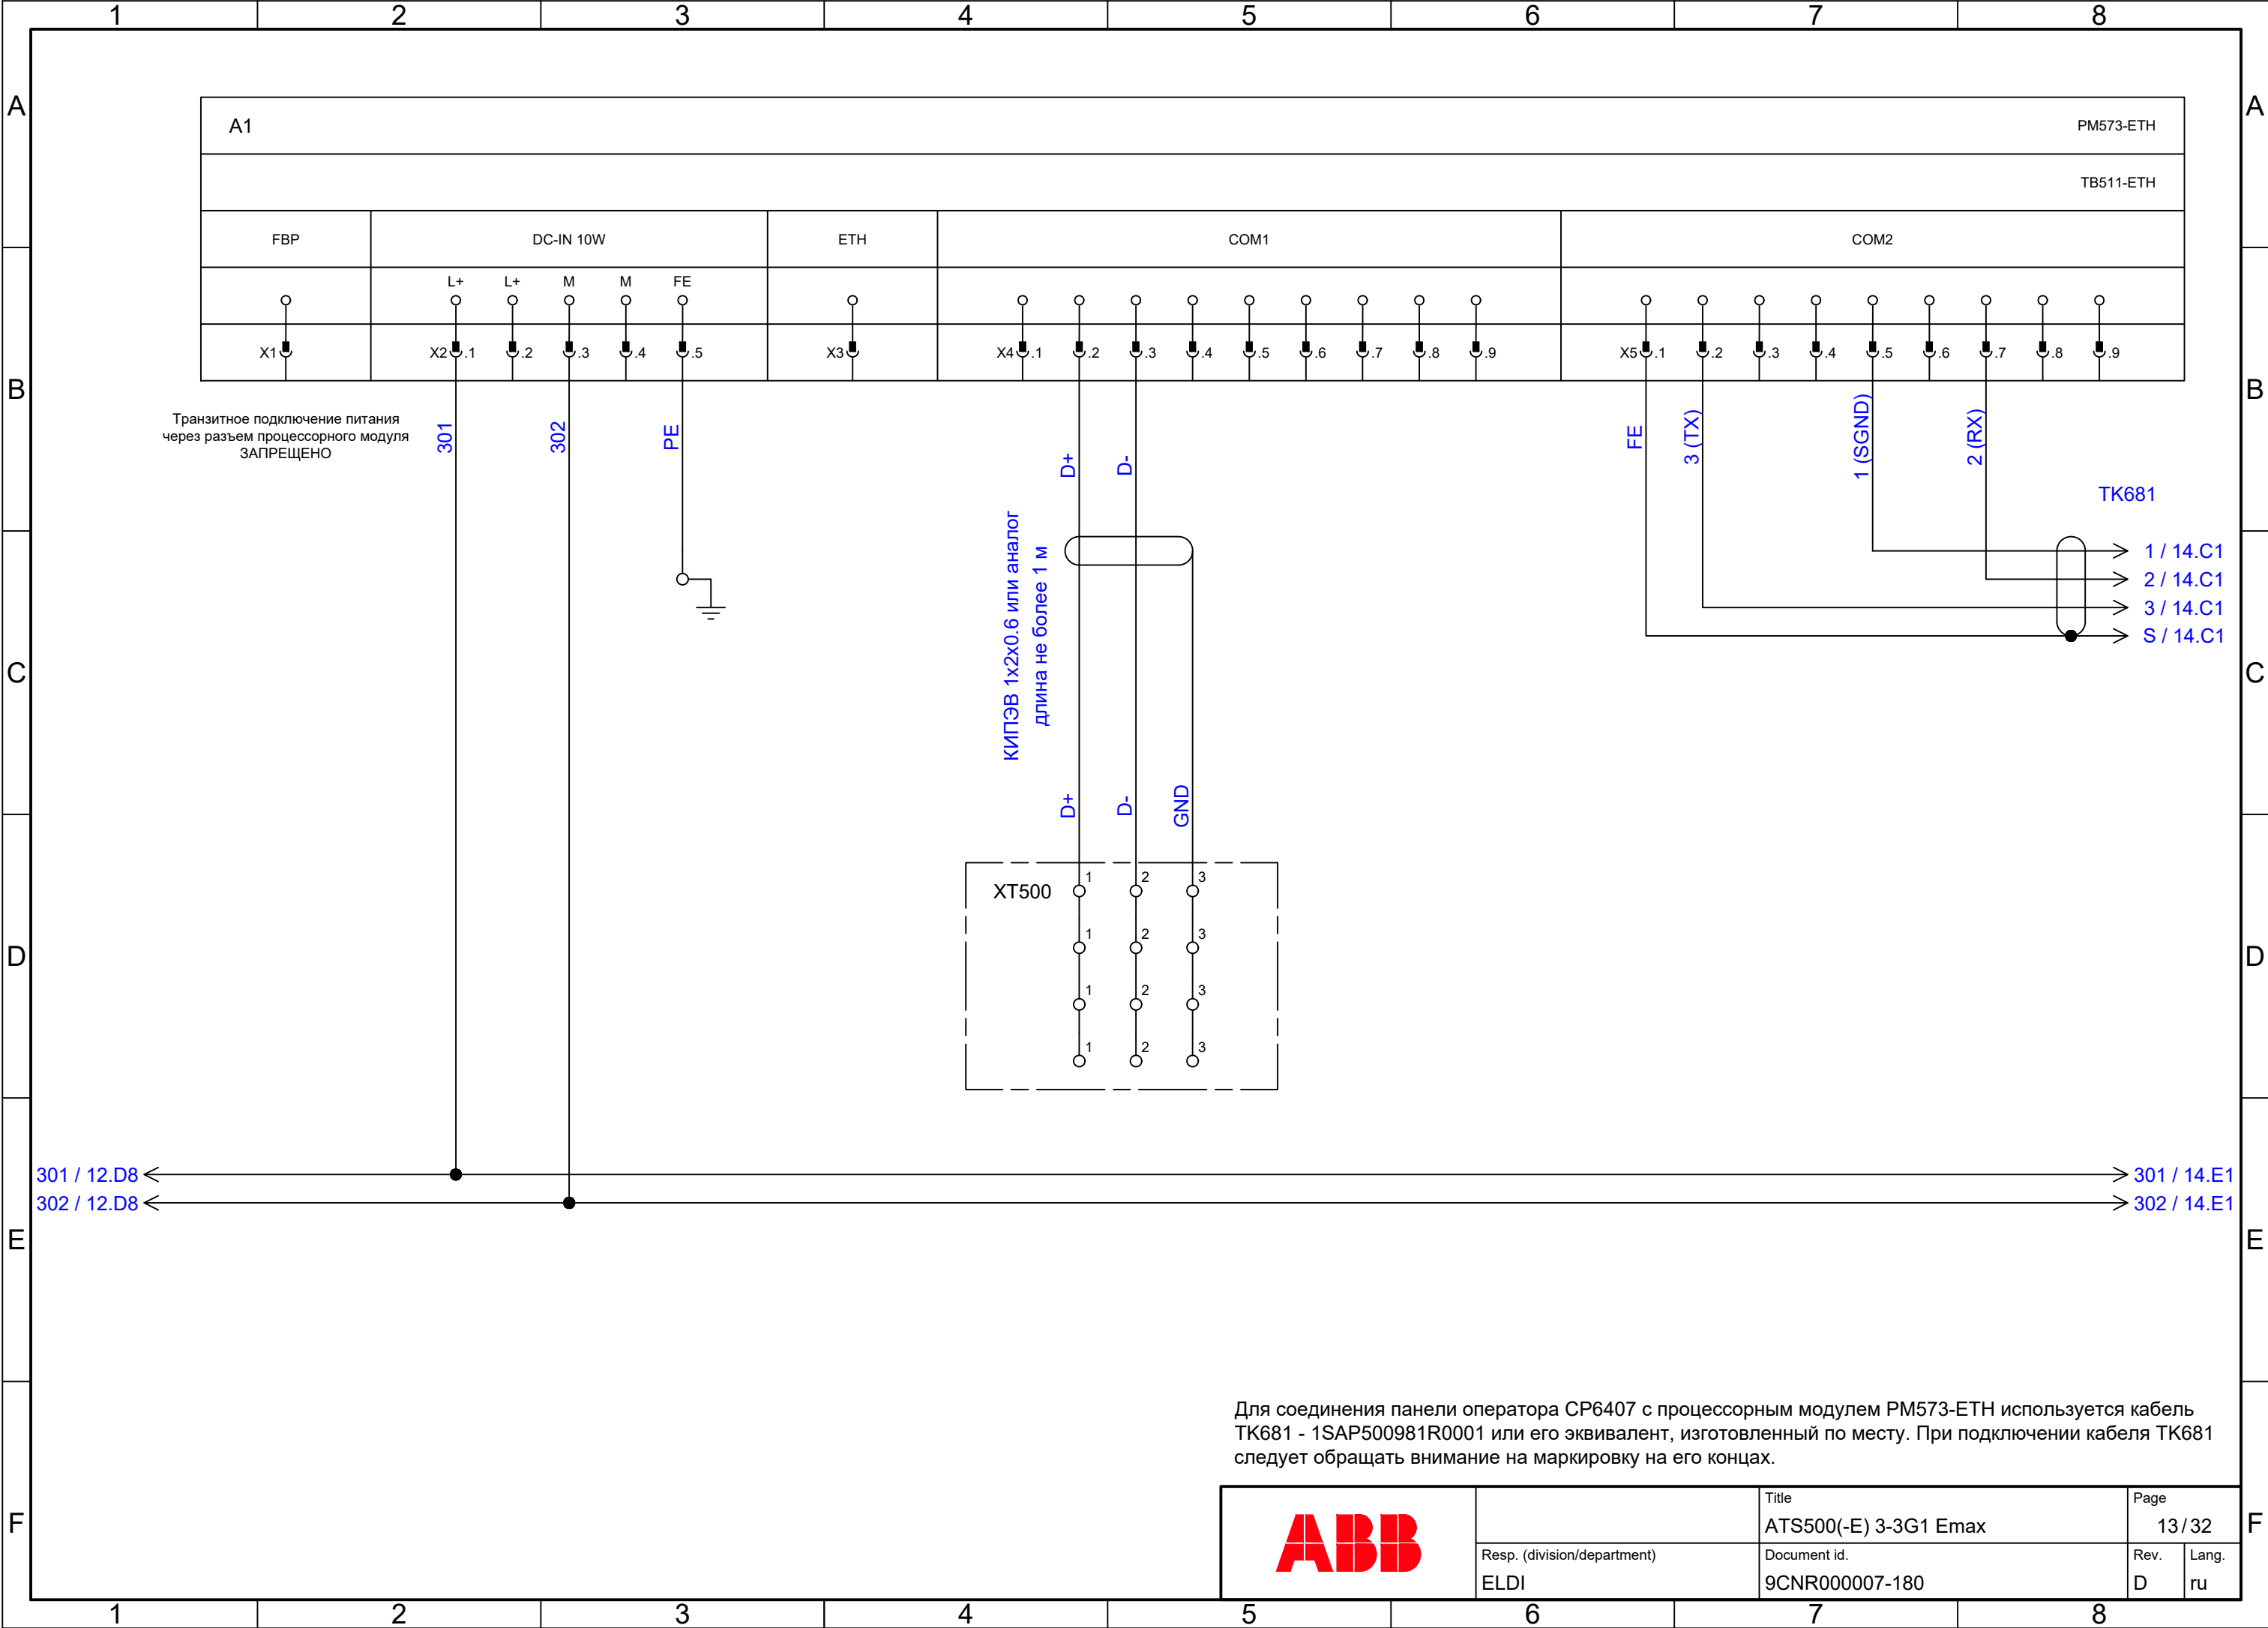 1 2 3 4 5 6 7 8
A A
A1 PM573-ETH
TB511-ETH
FBP DC-IN 10W ETH COM1 COM2
L+ L+ M M FE
X1 X2 .1 .2 .3 .4 .5 X3 X4 .1 .2 .3 .4 .5 .6 .7 .8 .9 X5 .1 .2 .3 .4 .5 .6 .7 .8 .9
B B
Транзитное подключение питания
через разъем процессорного модуля
ЗАПРЕЩЕНО
301
302
PE
D+
D-
FE
3 (TX)
1 (SGND)
2 (RX)
TK681
1 / 14.C1
2 / 14.C1
3 / 14.C1
S / 14.C1
КИПЭВ 1x2x0.6 или аналог
длина не более 1 м
C C
D+
D-
GND
XT500 1 2 3
1 2 3
1 2 3
1 2 3
D D
301 / 12.D8 301 / 14.E1
302 / 12.D8 302 / 14.E1
E E
Для соединения панели оператора CP6407 с процессорным модулем PM573-ETH используется кабель
TK681 - 1SAP500981R0001 или его эквивалент, изготовленный по месту. При подключении кабеля TK681
следует обращать внимание на маркировку на его концах.
F F
ABB
Title
ATS500(-E) 3-3G1 Emax
Page
13/32
Resp. (division/department)
ELDI
Document id.
9CNR000007-180
Rev.
D
Lang.
ru
1 2 3 4 5 6 7 8